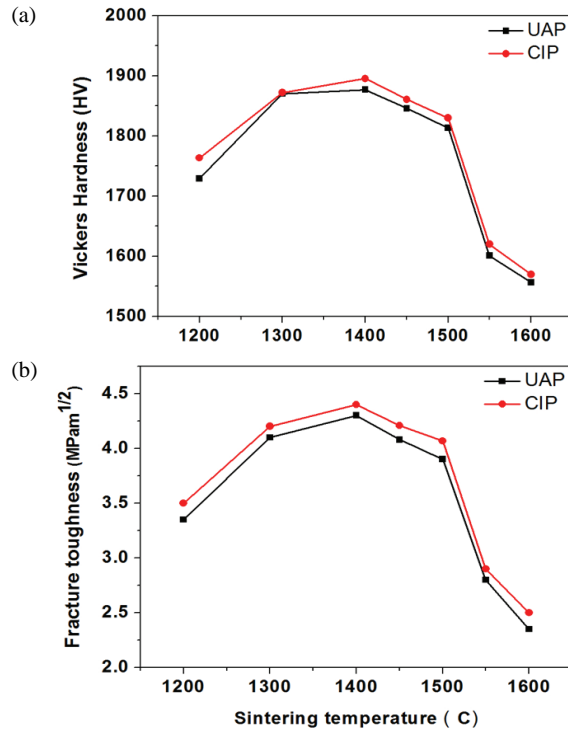 (a)
2000
1900
1800
1700
1600
1500
Vickers Hardness (HV)
UAP
CIP
1200 1300 1400 1500 1600
(b)
4.5
4.0
3.5
3.0
2.5
2.0
Fracture toughness (MPam1/2)
UAP
CIP
1200 1300 1400 1500 1600
Sintering temperature ( C)